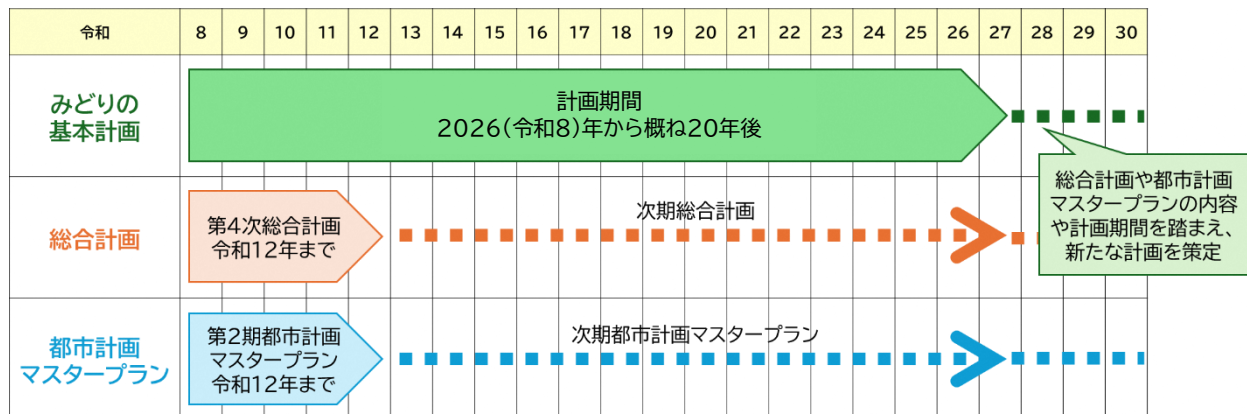 令和 8 9 10 11 12 13 14 15 16 17 18 19 20 21 22 23 24 25 26 27 28 29 30
みどりの
基本計画
計画期間
2026(令和8)年から概ね20年後
総合計画や都市計画
マスタープランの内容
や計画期間を踏まえ、
新たな計画を策定
総合計画
第4次総合計画
令和12年まで
次期総合計画
都市計画
マスタープラン
第2期都市計画
マスタープラン
令和12年まで
次期都市計画マスタープラン